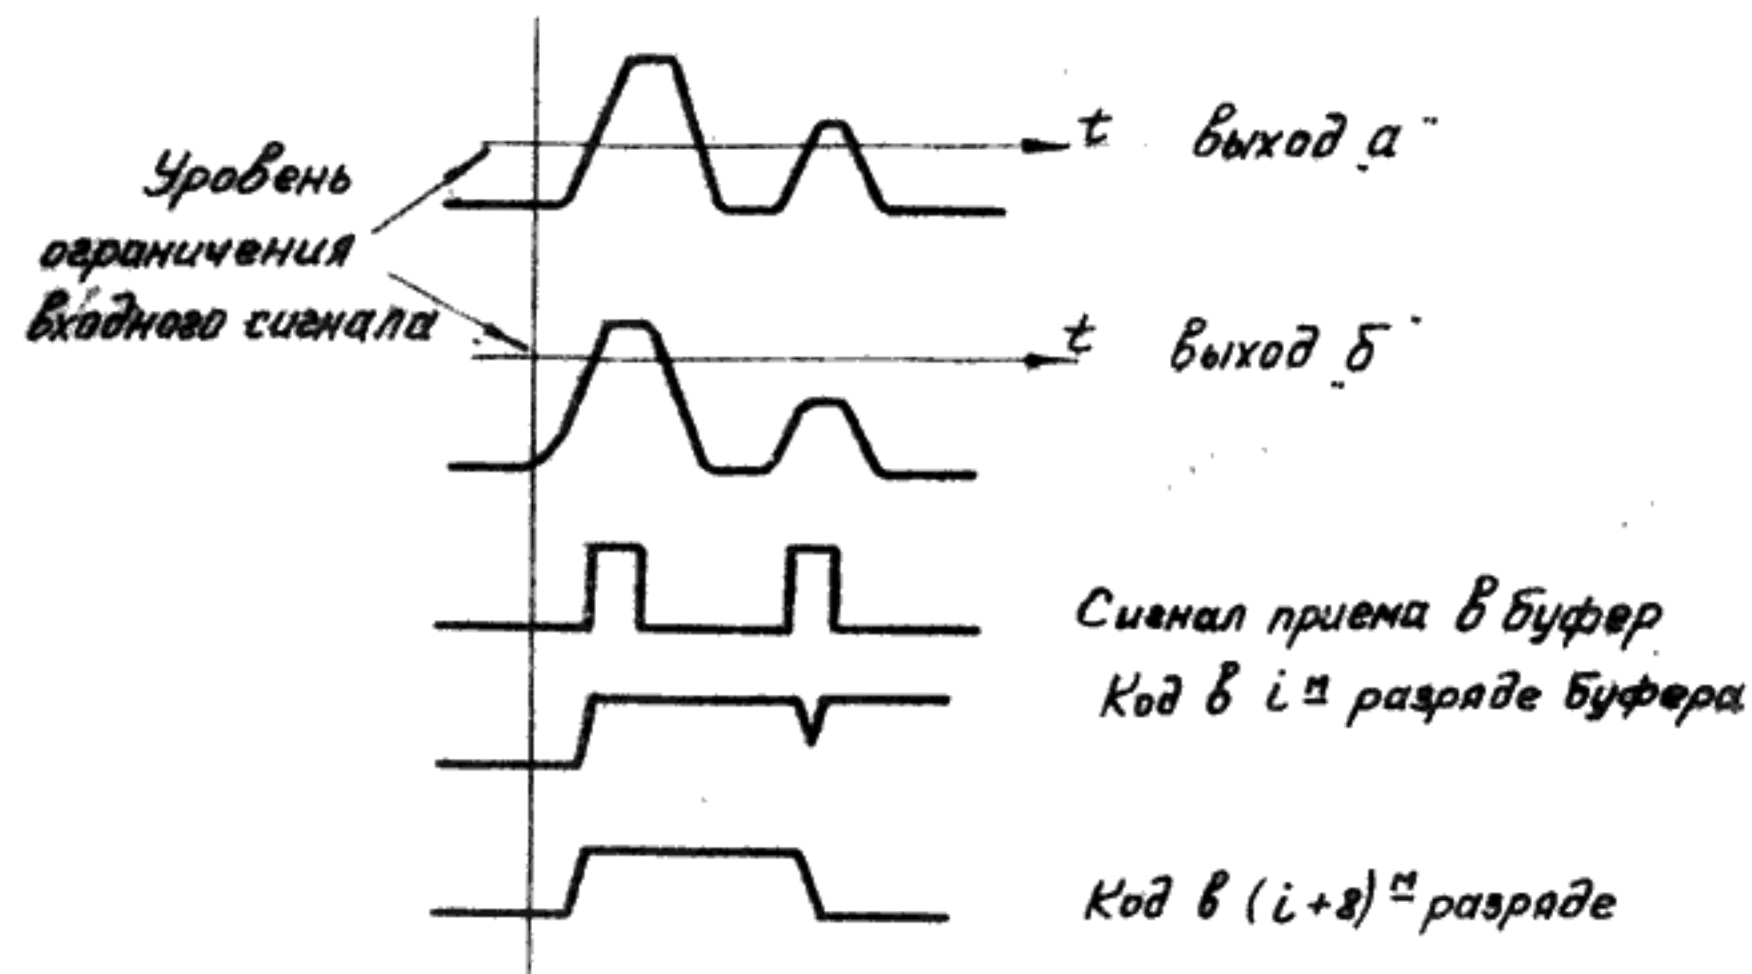 Уровень
ограничения
входного сигнала
t выход „а"
t выход „б"
Сигнал приема в буфер
Код в i м разряде буфера
Код в (i+8) м разряде